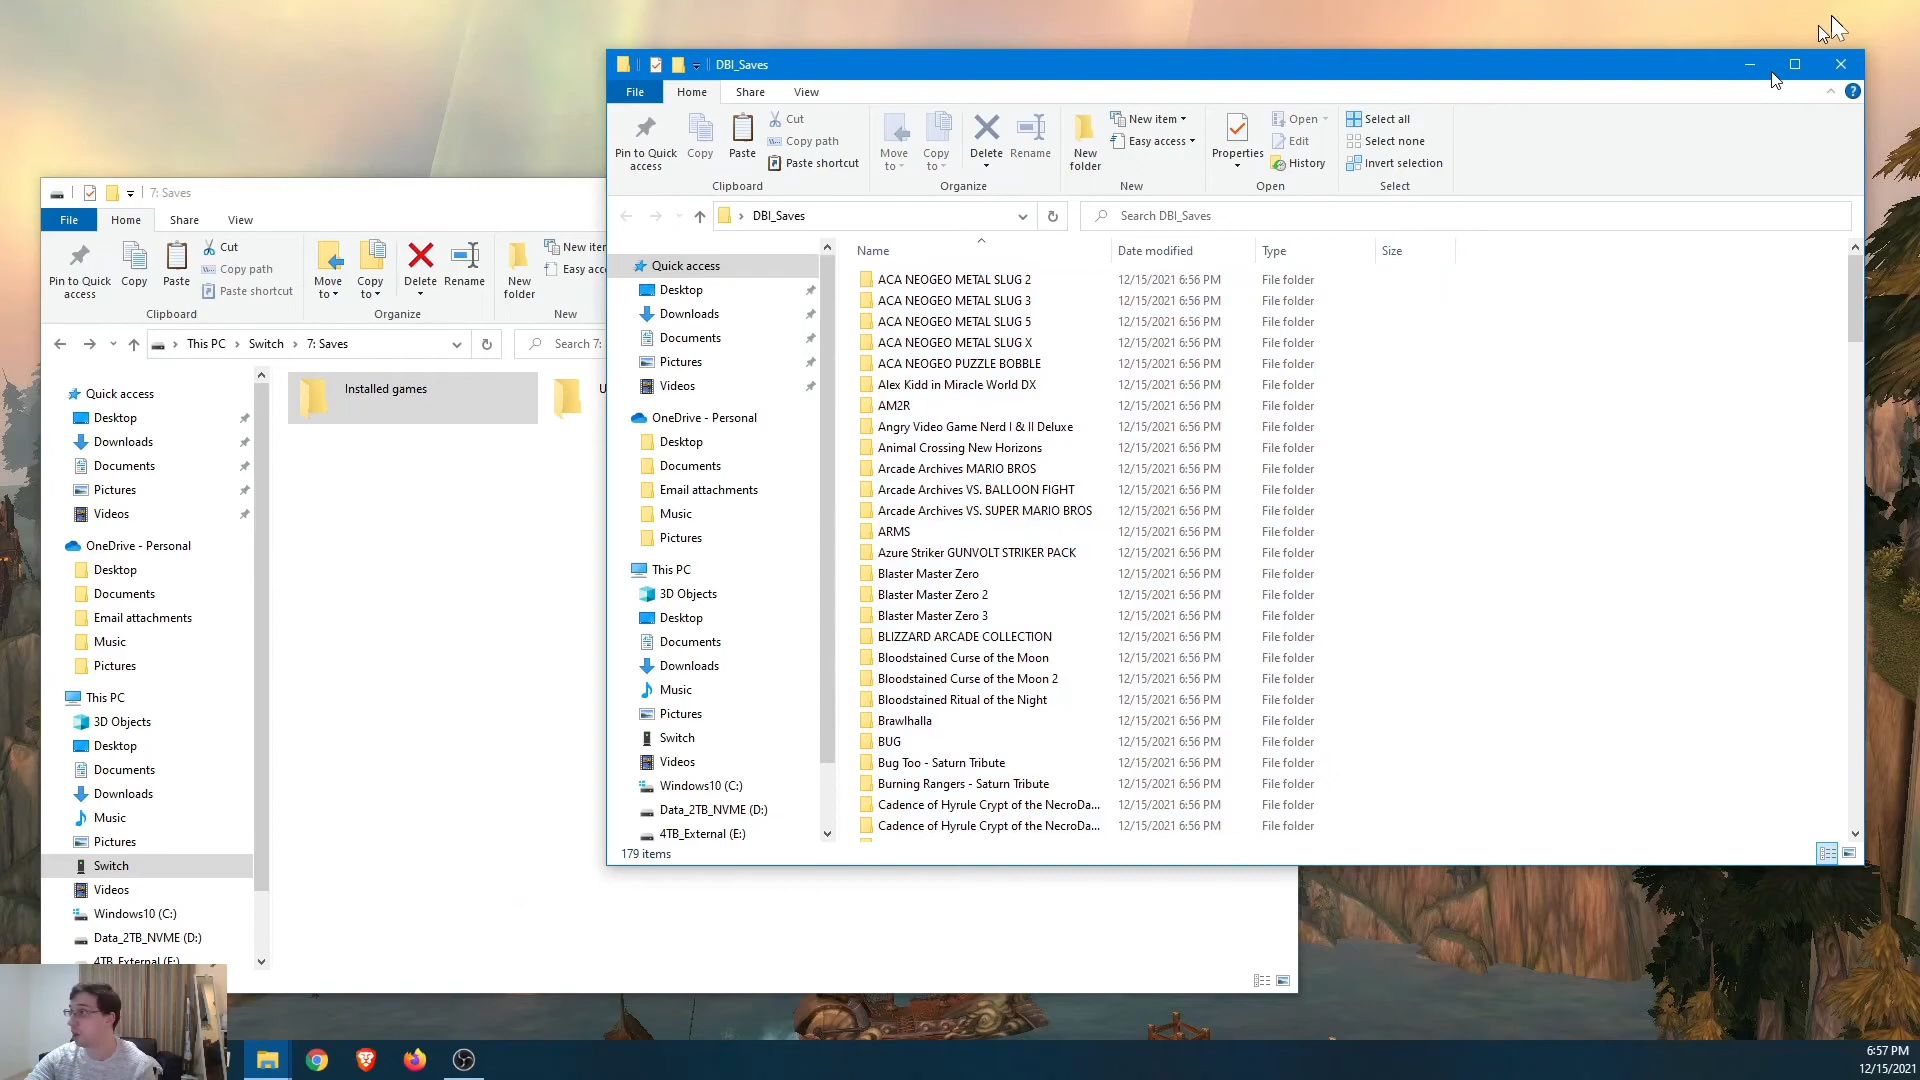 DBI_Saves
File
Home
Share
View
Pin to Quick access
Copy
Paste
Cut
Copy path
Paste shortcut
Clipboard
Move to
Copy to
Delete
Rename
Organize
New folder
New item
Easy access
New
Properties
Open
Edit
History
Open
Select all
Select none
Invert selection
Select
DBI_Saves
Search DBI_Saves
Quick access
Desktop
Downloads
Documents
Pictures
Videos
OneDrive - Personal
Desktop
Documents
Email attachments
Music
Pictures
This PC
3D Objects
Desktop
Documents
Downloads
Music
Pictures
Switch
Videos
Windows10 (C:)
Data_2TB_NVME (D:)
4TB_External (E:)
Name Date modified Type Size
ACA NEOGEO METAL SLUG 2 12/15/2021 6:56 PM File folder
ACA NEOGEO METAL SLUG 3 12/15/2021 6:56 PM File folder
ACA NEOGEO METAL SLUG 5 12/15/2021 6:56 PM File folder
ACA NEOGEO METAL SLUG X 12/15/2021 6:56 PM File folder
ACA NEOGEO PUZZLE BOBBLE 12/15/2021 6:56 PM File folder
Alex Kidd in Miracle World DX 12/15/2021 6:56 PM File folder
AM2R 12/15/2021 6:56 PM File folder
Angry Video Game Nerd I & II Deluxe 12/15/2021 6:56 PM File folder
Animal Crossing New Horizons 12/15/2021 6:56 PM File folder
Arcade Archives MARIO BROS 12/15/2021 6:56 PM File folder
Arcade Archives VS. BALLOON FIGHT 12/15/2021 6:56 PM File folder
Arcade Archives VS. SUPER MARIO BROS 12/15/2021 6:56 PM File folder
ARMS 12/15/2021 6:56 PM File folder
Azure Striker GUNVOLT STRIKER PACK 12/15/2021 6:56 PM File folder
Blaster Master Zero 12/15/2021 6:56 PM File folder
Blaster Master Zero 2 12/15/2021 6:56 PM File folder
Blaster Master Zero 3 12/15/2021 6:56 PM File folder
BLIZZARD ARCADE COLLECTION 12/15/2021 6:56 PM File folder
Bloodstained Curse of the Moon 12/15/2021 6:56 PM File folder
Bloodstained Curse of the Moon 2 12/15/2021 6:56 PM File folder
Bloodstained Ritual of the Night 12/15/2021 6:56 PM File folder
Brawlhalla 12/15/2021 6:56 PM File folder
BUG 12/15/2021 6:56 PM File folder
Bug Too - Saturn Tribute 12/15/2021 6:56 PM File folder
Burning Rangers - Saturn Tribute 12/15/2021 6:56 PM File folder
Cadence of Hyrule Crypt of the NecroDa... 12/15/2021 6:56 PM File folder
Cadence of Hyrule Crypt of the NecroDa... 12/15/2021 6:56 PM File folder
179 items
7: Saves
File
Home
Share
View
Pin to Quick access
Copy
Paste
Cut
Copy path
Paste shortcut
Clipboard
Move to
Copy to
Delete
Rename
Organize
New folder
New
Easy
New
This PC > Switch > 7: Saves
Search 7:
Quick access
Desktop
Downloads
Documents
Pictures
Videos
OneDrive - Personal
Desktop
Documents
Email attachments
Music
Pictures
This PC
3D Objects
Desktop
Documents
Downloads
Music
Pictures
Switch
Videos
Windows10 (C:)
Data_2TB_NVME (D:)
4TB_External (E:)
Installed games
6:57 PM
12/15/2021